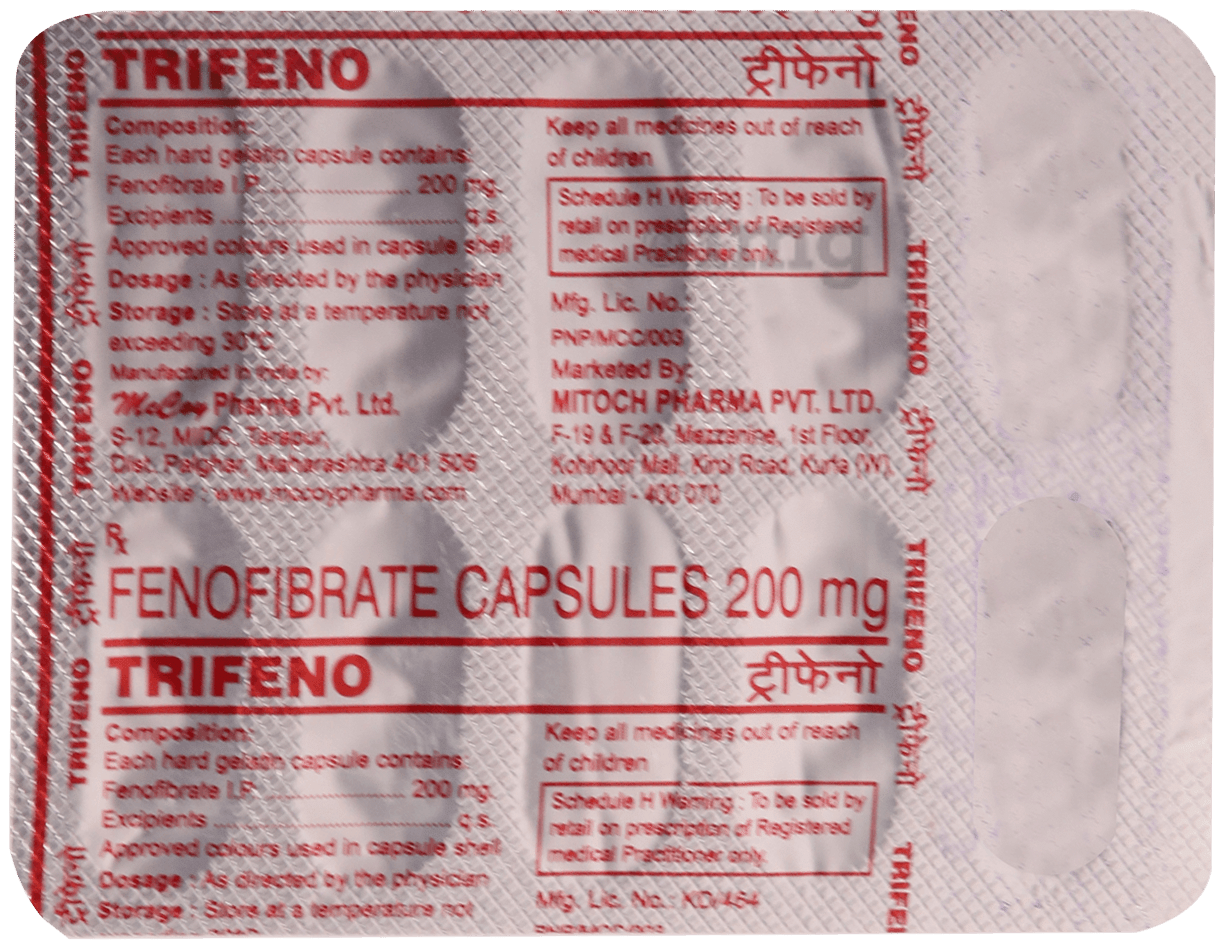 TRIFENO ट्रीफेनो
Composition:
Each hard gelatin capsule contains
Fenofibrate I.P. ........................ 200 mg.
Excipients ........................................ q.s.
Approved colours used in capsule shell
Dosage : As directed by the physician
Storage : Store at a temperature not
exceeding 30°C
Manufactured in India by:
McCoy Pharma Pvt. Ltd.
S-12, MIDC, Tarapur,
Dist. Palghar, Maharashtra 401 506
Website : www.mccoypharma.com
Keep all medicines out of reach
of children
Schedule H Warning : To be sold by
retail on prescription of Registered
medical Practitioner only.
Mfg. Lic. No.:
PNP/MCC/003
Marketed By:
MITOCH PHARMA PVT. LTD.
F-19 & F-20, Mezzanine, 1st Floor,
Kohinoor Mall, Kirol Road, Kurla (W),
Mumbai - 400 070
Rx
FENOFIBRATE CAPSULES 200 mg
TRIFENO ट्रीफेनो
Composition:
Each hard gelatin capsule contains
Fenofibrate I.P. ........................ 200 mg.
Excipients ........................................ q.s.
Approved colours used in capsule shell
Dosage : As directed by the physician
Storage : Store at a temperature not
Keep all medicines out of reach
of children
Schedule H Warning : To be sold by
retail on prescription of Registered
medical Practitioner only.
Mfg. Lic. No.: KD/464
TRIFENO ट्रीफेनो TRIFENO ट्रीफेनो TRIFENO ट्रीफेनो
ENO ट्रीफेनो TRIFENO ट्रीफेनो TRIFENO ट्रीफेनो TRIFE